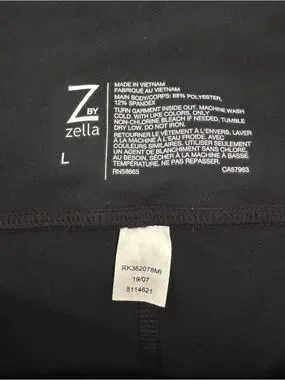 Z BY
zella
L
MADE IN VIETNAM
FABRIQUÉ AU VIETNAM
MAIN BODY/CORPS: 88% POLYESTER,
12% SPANDEX
TURN GARMENT INSIDE OUT, MACHINE WASH
COLD, WITH LIKE COLORS, ONLY
NON-CHLORINE BLEACH IF NEEDED, TUMBLE
DRY LOW, DO NOT IRON.
RETOURNER LE VÊTEMENT À L'ENVERS, LAVER
À LA MACHINE À L'EAU FROIDE, AVEC
COULEURS SIMILAIRES. UTILISER SEULEMENT
UN AGENT DE BLANCHIMENT SANS CHLORE,
AU BESOIN. SÉCHER À LA MACHINE À BASSE
TEMPÉRATURE. NE PAS REPASSER.
RN58665 CA57963
RK362078MI
19/07
5114621